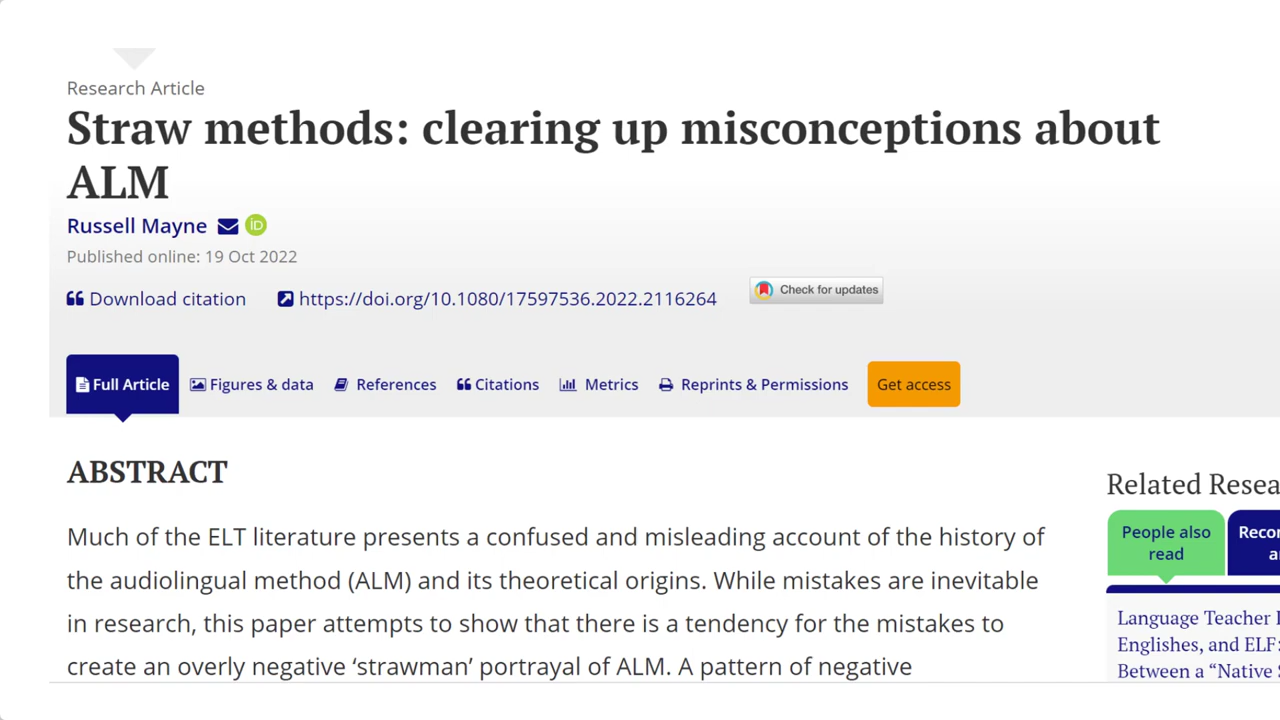 Research Article
Straw methods: clearing up misconceptions about
ALM
Russell Mayne iD
Published online: 19 Oct 2022
Download citation https://doi.org/10.1080/17597536.2022.2116264 Check for updates
Full Article Figures & data References Citations Metrics Reprints & Permissions Get access
ABSTRACT
Much of the ELT literature presents a confused and misleading account of the history of
the audiolingual method (ALM) and its theoretical origins. While mistakes are inevitable
in research, this paper attempts to show that there is a tendency for the mistakes to
create an overly negative ‘strawman’ portrayal of ALM. A pattern of negative
Related Resea
People also
read
Recor
a
Language Teacher
Englishes, and ELF:
Between a “Native S